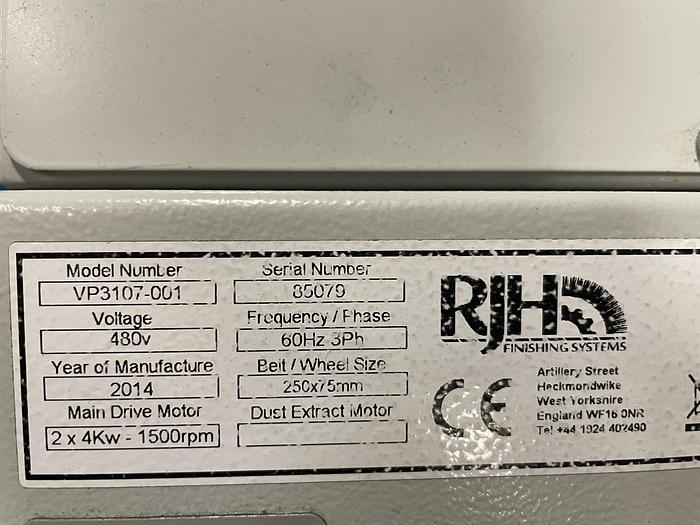 Model Number
VP3107-001
Serial Number
85079
Voltage
480v
Frequency / Phase
60Hz 3Ph
Year of Manufacture
2014
Belt / Wheel Size
250x75mm
Main Drive Motor
2 x 4Kw - 1500rpm
Dust Extract Motor
RJH
FINISHING SYSTEMS
CE
Artillery Street
Heckmondwike
West Yorkshire
England WF16 0NR
Tel +44 1924 402490